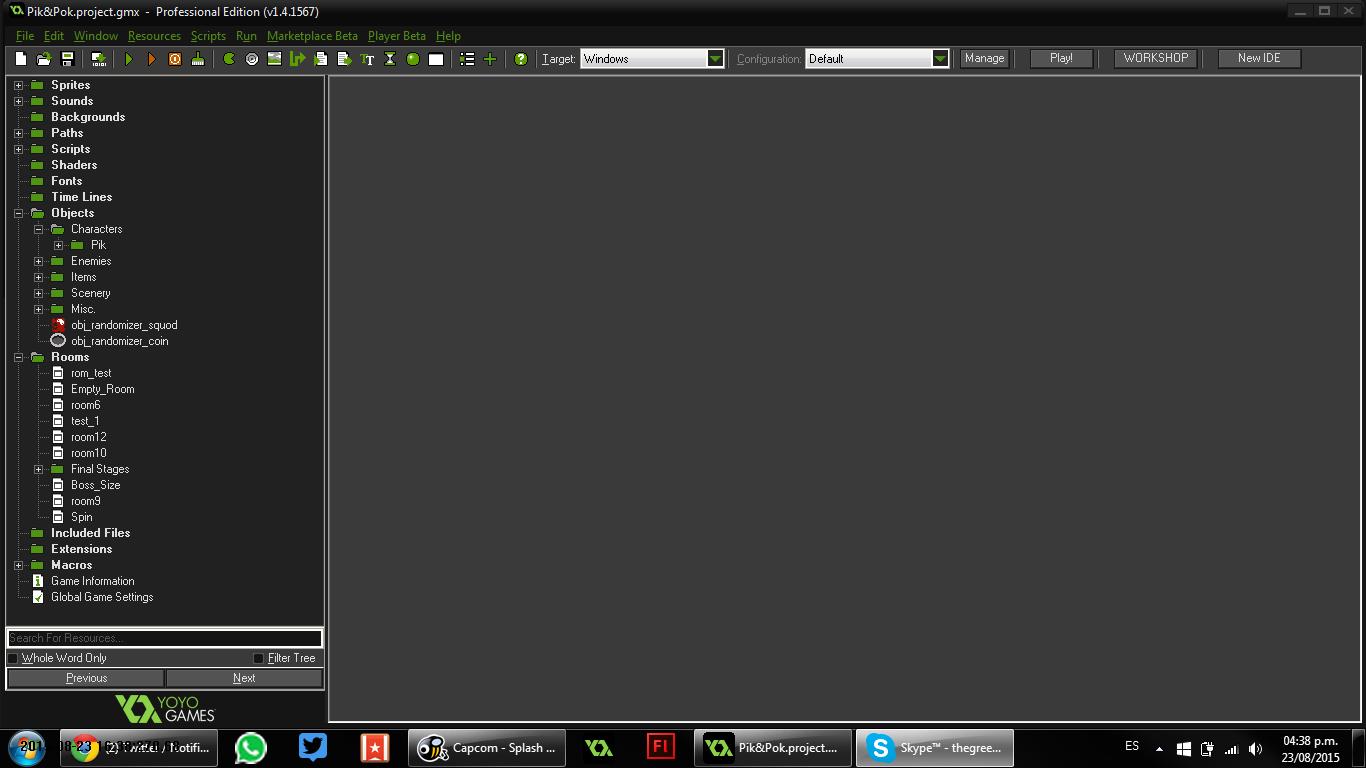 Pik&Pok.project.gmx - Professional Edition (v1.4.1567)
File Edit Window Resources Scripts Run Marketplace Beta Player Beta Help
Target: Windows Configuration: Default Manage Play! WORKSHOP New IDE
Sprites
Sounds
Backgrounds
Paths
Scripts
Shaders
Fonts
Time Lines
Objects
Characters
Pik
Enemies
Items
Scenery
Misc.
obj_randomizer_squod
obj_randomizer_coin
Rooms
rom_test
Empty_Room
room6
test_1
room12
room10
Final Stages
Boss_Size
room9
Spin
Included Files
Extensions
Macros
Game Information
Global Game Settings
Search For Resources...
Whole Word Only Filter Tree
Previous Next
YOYO
GAMES
Capcom - Splash ... Fl Pik&Pok.project.... Skype™ - thegree... ES 04:38 p.m.
23/08/2015